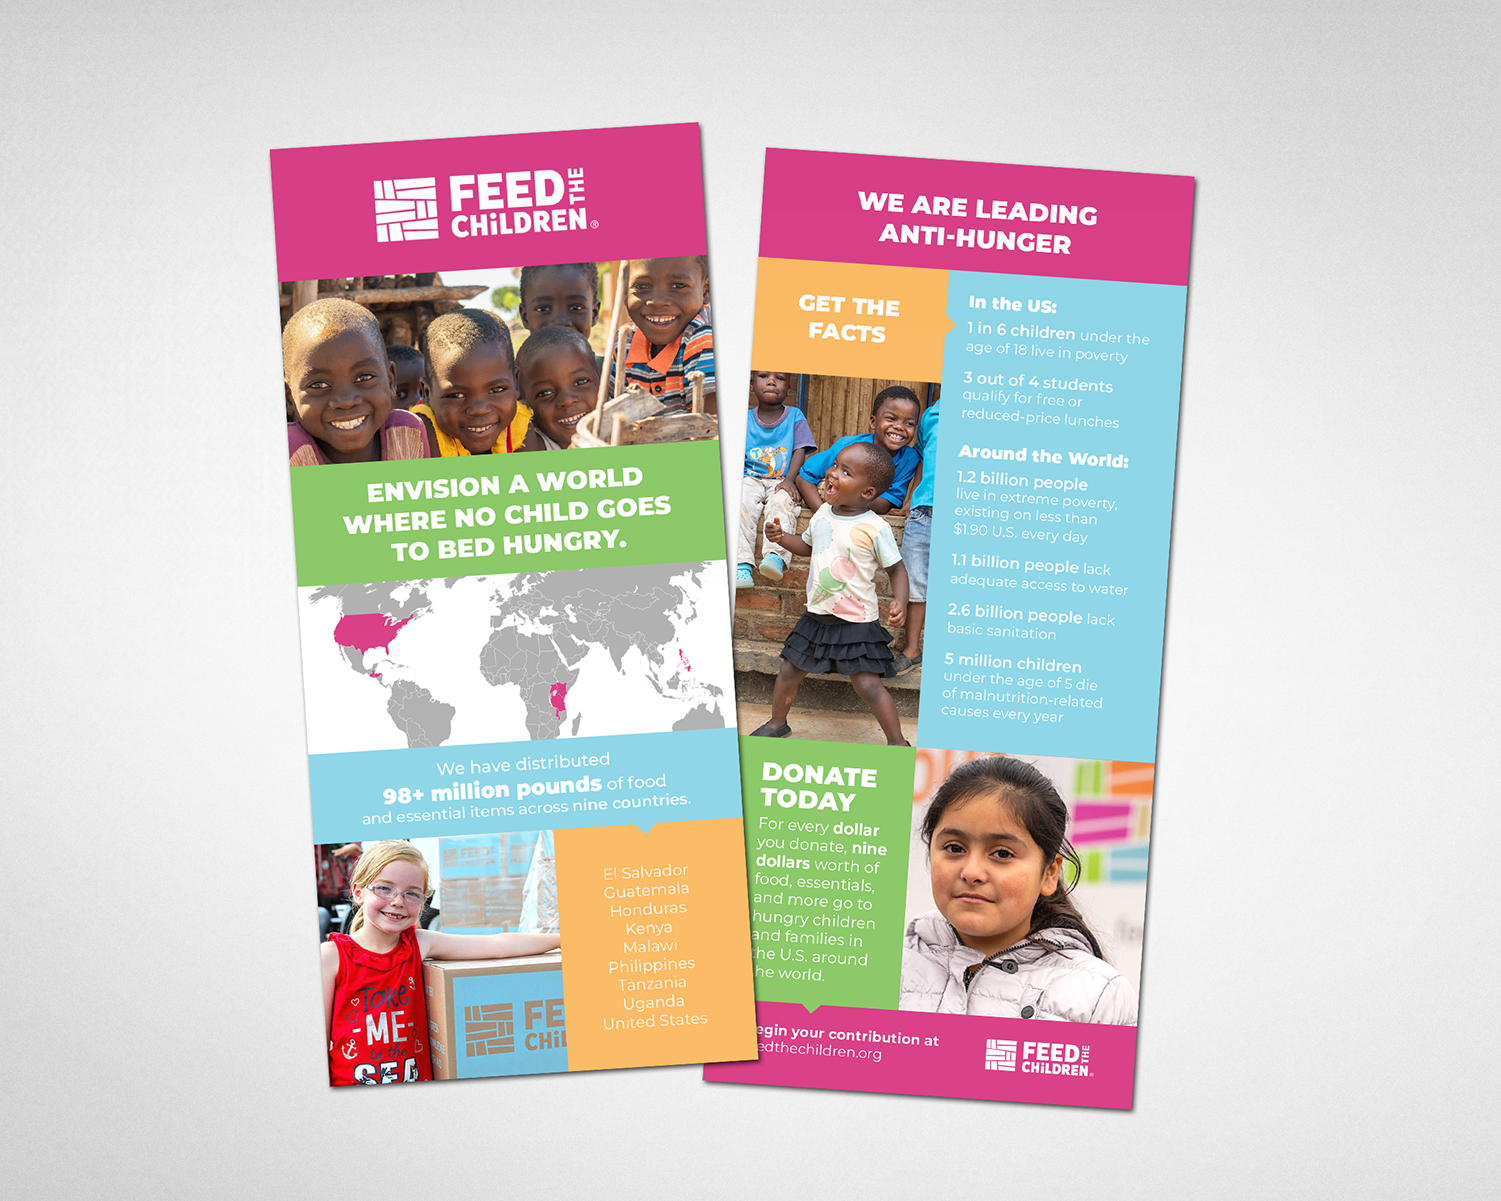 FEED THE
CHiLDREN®
ENVISION A WORLD
WHERE NO CHILD GOES
TO BED HUNGRY.
We have distributed
98+ million pounds of food
and essential items across nine countries.
FEED
Take
-ME-
to the
SEA
FE
CHiL
El Salvador
Guatemala
Honduras
Kenya
Malawi
Philippines
Tanzania
Uganda
United States
WE ARE LEADING
ANTI-HUNGER
GET THE
FACTS
In the US:
1 in 6 children under the
age of 18 live in poverty
3 out of 4 students
qualify for free or
reduced-price lunches
Around the World:
1.2 billion people
live in extreme poverty,
existing on less than
$1.90 U.S. every day
1.1 billion people lack
adequate access to water
2.6 billion people lack
basic sanitation
5 million children
under the age of 5 die
of malnutrition-related
causes every year
DONATE
TODAY
For every dollar
you donate, nine
dollars worth of
food, essentials,
and more go to
hungry children
and families in
the U.S. around
he world.
egin your contribution at
edthechildren.org
FEED THE
CHiLDREN®